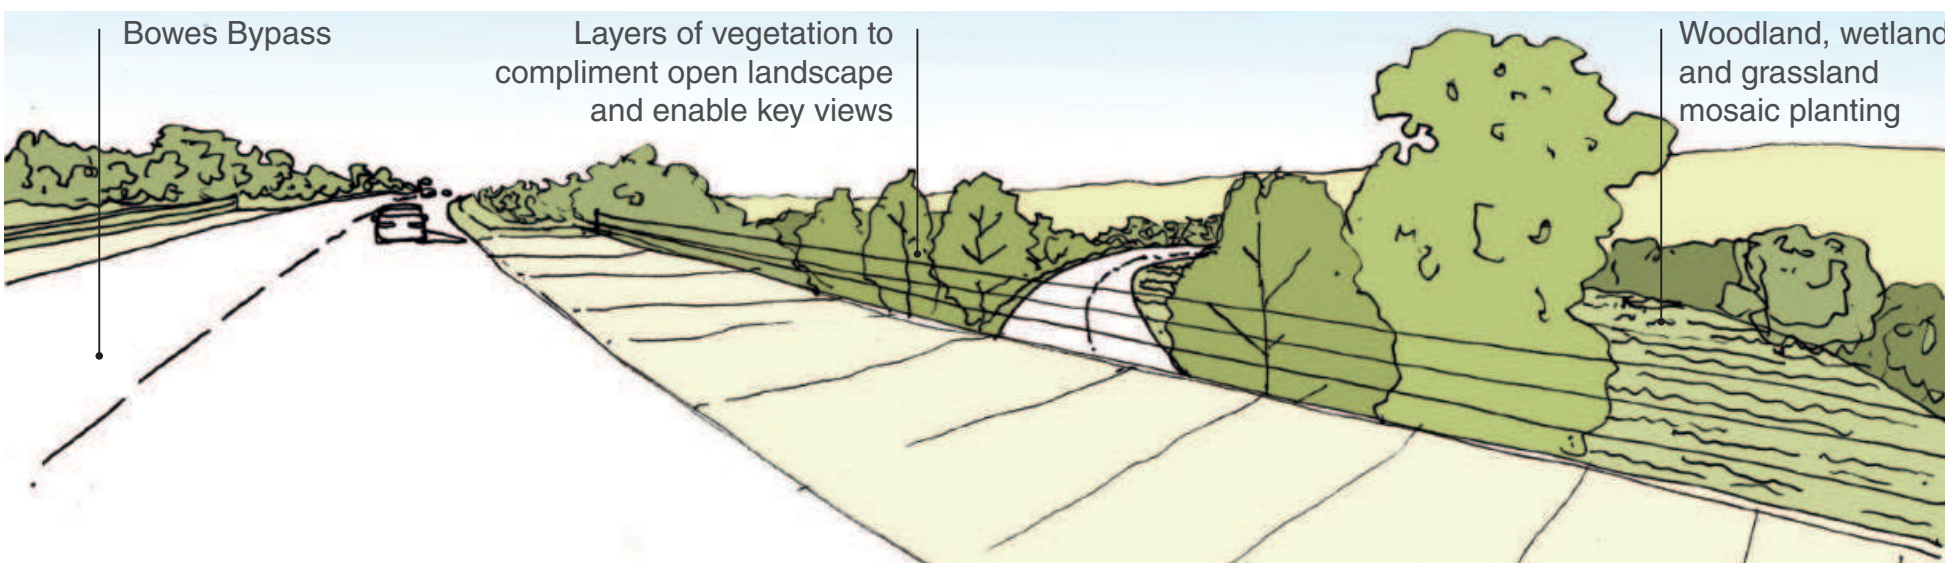 Bowes Bypass
Layers of vegetation to
compliment open landscape
and enable key views
Woodland, wetland
and grassland
mosaic planting